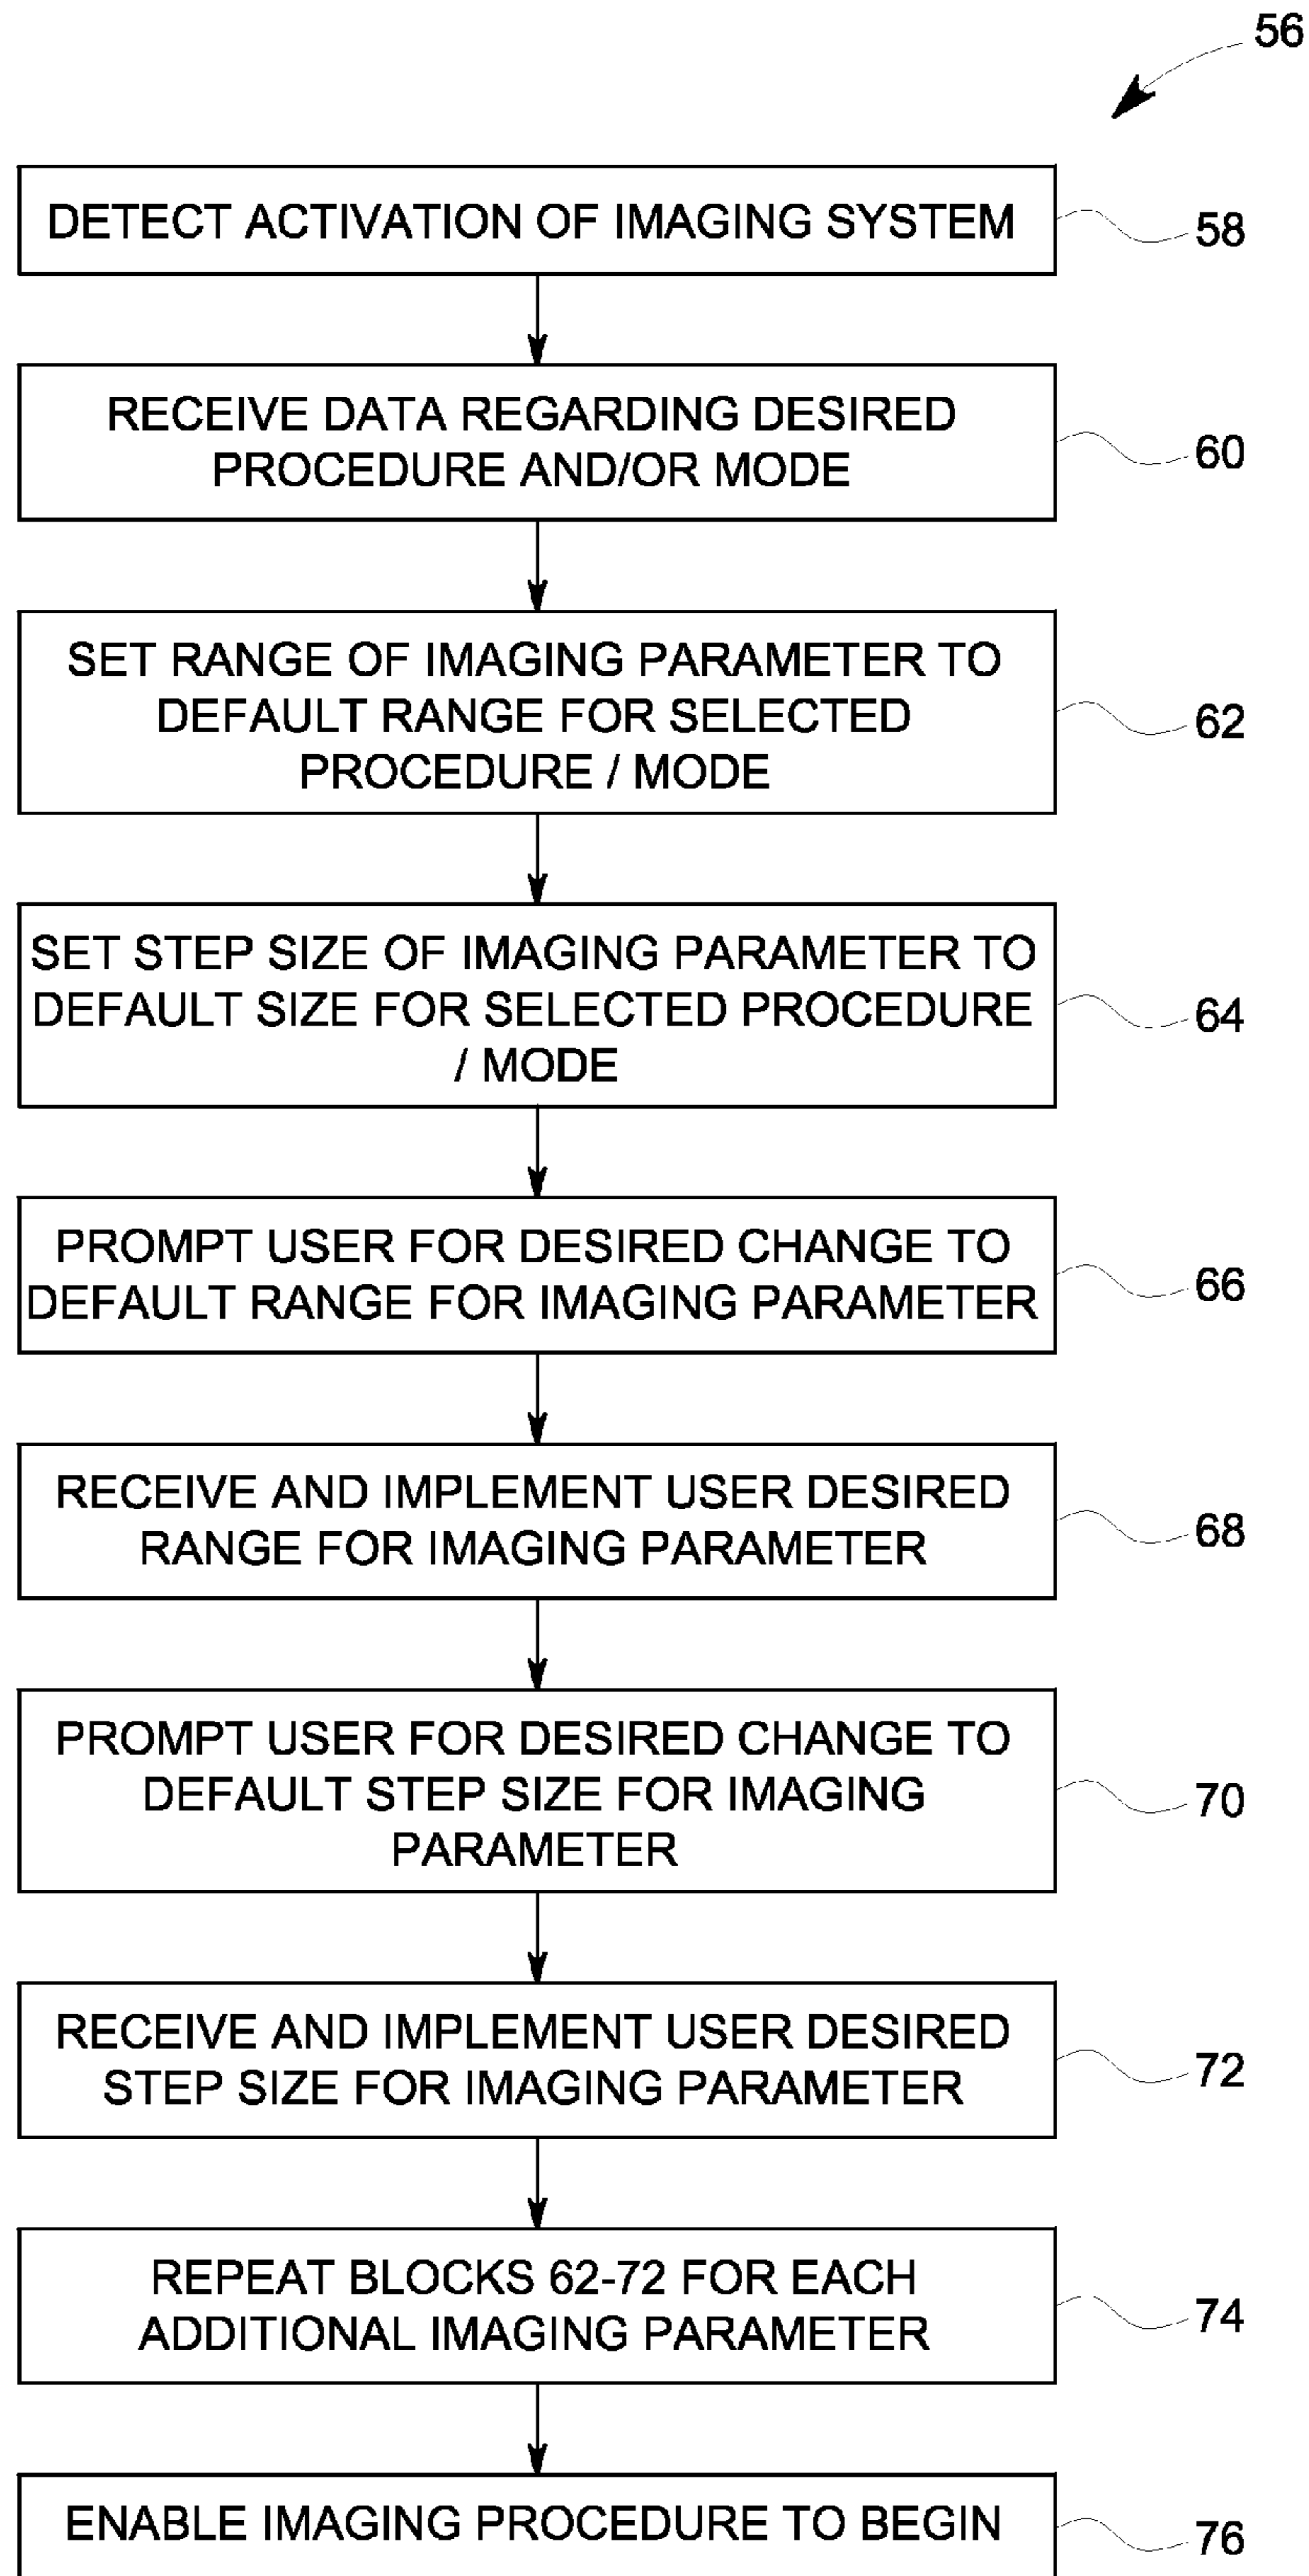 56
DETECT ACTIVATION OF IMAGING SYSTEM
58
RECEIVE DATA REGARDING DESIRED
PROCEDURE AND/OR MODE
60
SET RANGE OF IMAGING PARAMETER TO
DEFAULT RANGE FOR SELECTED
PROCEDURE / MODE
62
SET STEP SIZE OF IMAGING PARAMETER TO
DEFAULT SIZE FOR SELECTED PROCEDURE
/ MODE
64
PROMPT USER FOR DESIRED CHANGE TO
DEFAULT RANGE FOR IMAGING PARAMETER
66
RECEIVE AND IMPLEMENT USER DESIRED
RANGE FOR IMAGING PARAMETER
68
PROMPT USER FOR DESIRED CHANGE TO
DEFAULT STEP SIZE FOR IMAGING
PARAMETER
70
RECEIVE AND IMPLEMENT USER DESIRED
STEP SIZE FOR IMAGING PARAMETER
72
REPEAT BLOCKS 62-72 FOR EACH
ADDITIONAL IMAGING PARAMETER
74
ENABLE IMAGING PROCEDURE TO BEGIN
76